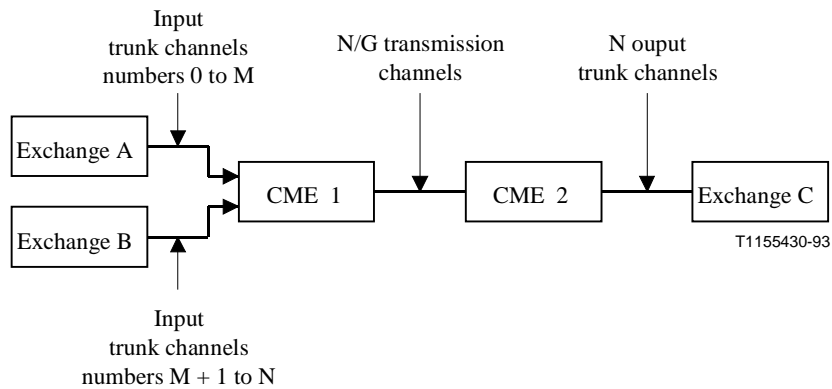 Input
trunk channels
numbers 0 to M
N/G transmission
channels
N ouput
trunk channels
Exchange A
Exchange B
CME 1
CME 2
Exchange C
T1155430-93
Input
trunk channels
numbers M + 1 to N